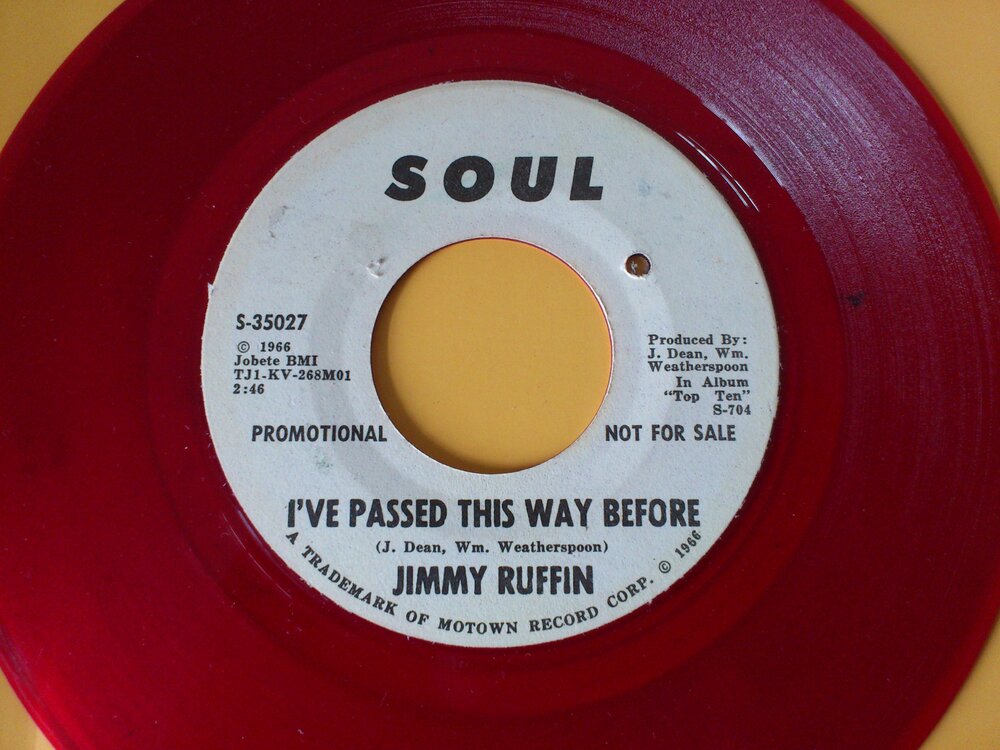 SOUL
S-35027
© 1966
Jobete BMI
TJ1-KV-268M01
2:46
Produced By:
J. Dean, Wm.
Weatherspoon
In Album
"Top Ten"
S-704
PROMOTIONAL
NOT FOR SALE
I'VE PASSED THIS WAY BEFORE
(J. Dean, Wm. Weatherspoon)
JIMMY RUFFIN
A TRADEMARK OF MOTOWN RECORD CORP. © 1966